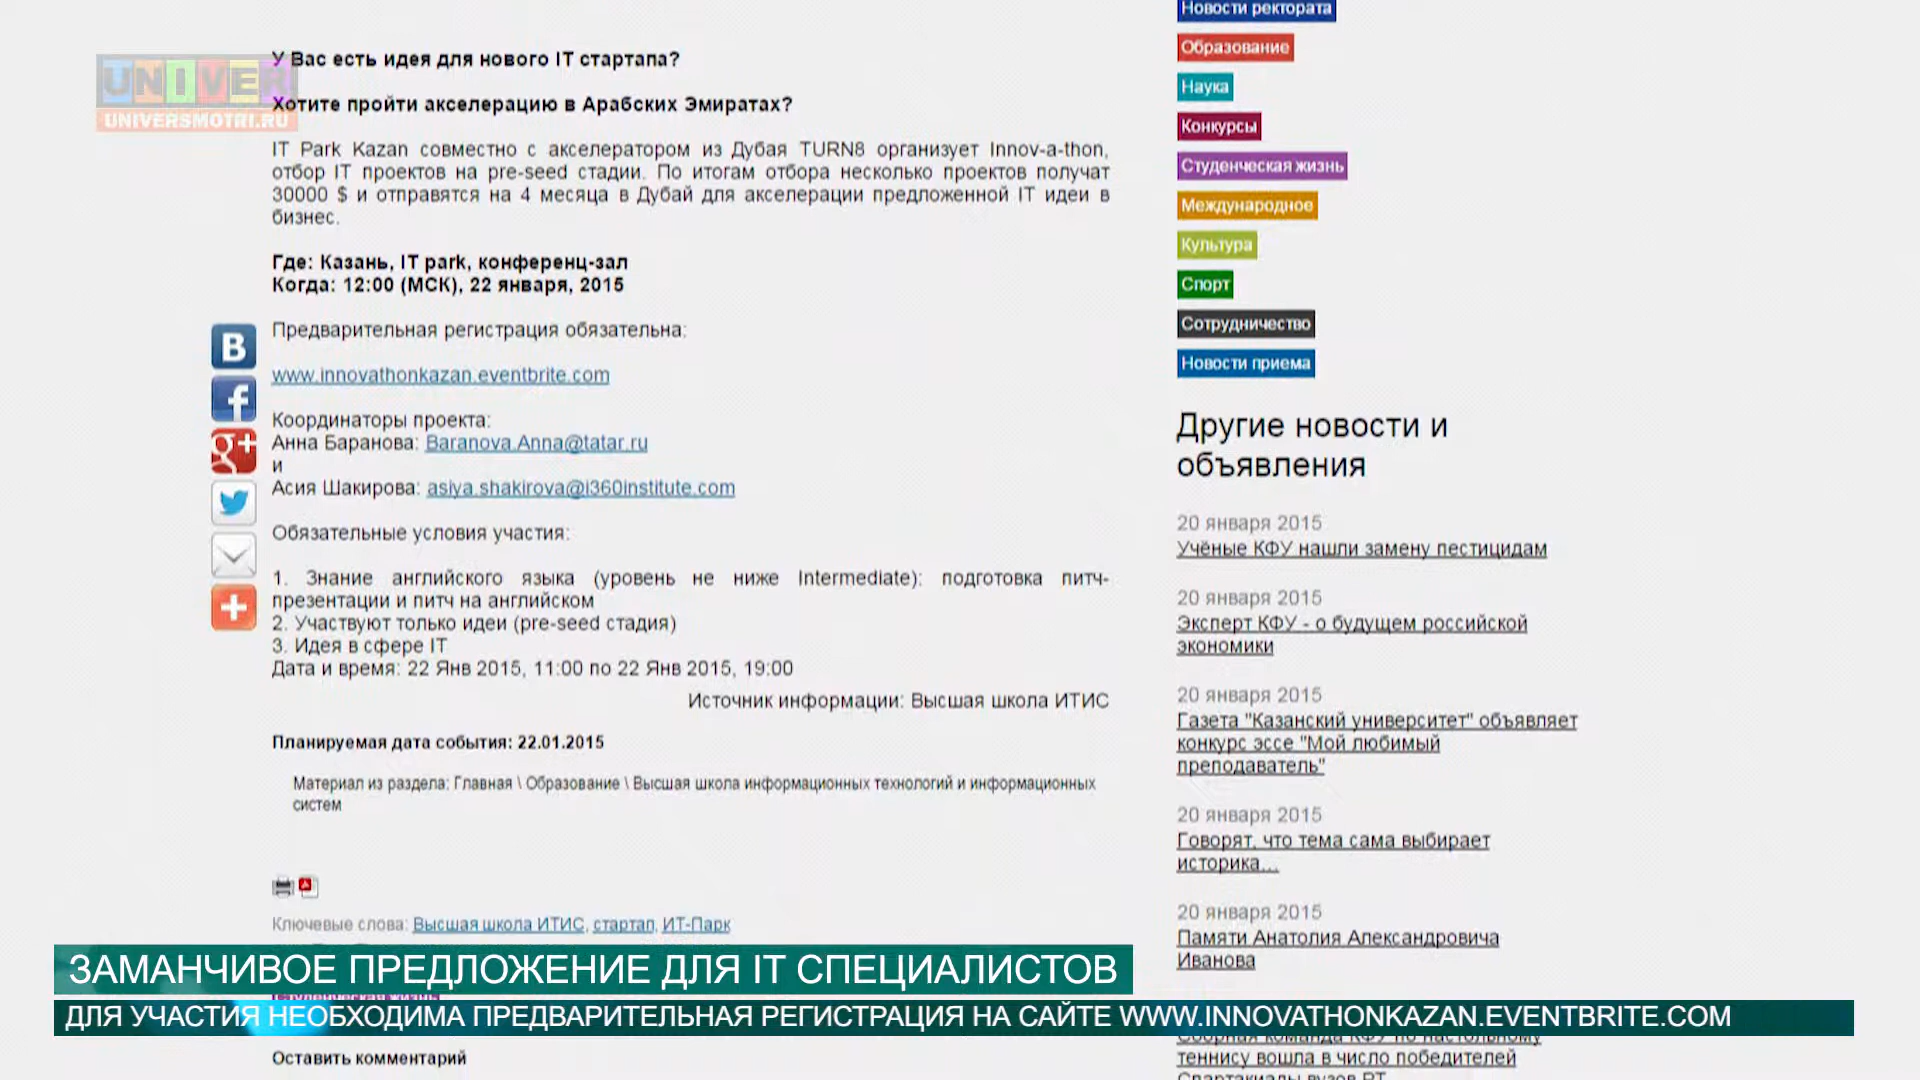 UNIVER
UNIVERSMOTRI.RU
У Вас есть идея для нового IT стартапа?
Хотите пройти акселерацию в Арабских Эмиратах?
IT Park Kazan совместно с акселератором из Дубая TURN8 организует Innov-a-thon,
отбор IT проектов на pre-seed стадии. По итогам отбора несколько проектов получат
30000 $ и отправятся на 4 месяца в Дубай для акселерации предложенной IT идеи в
бизнес.
Где: Казань, IT park, конференц-зал
Когда: 12:00 (МСК), 22 января, 2015
Предварительная регистрация обязательна:
www.innovathonkazan.eventbrite.com
Координаторы проекта:
Анна Баранова: Baranova.Anna@tatar.ru
и
Асия Шакирова: asiya.shakirova@i360institute.com
Обязательные условия участия:
1. Знание английского языка (уровень не ниже Intermediate): подготовка питч-
презентации и питч на английском
2. Участвуют только идеи (pre-seed стадия)
3. Идея в сфере IT
Дата и время: 22 Янв 2015, 11:00 по 22 Янв 2015, 19:00
Источник информации: Высшая школа ИТИС
Планируемая дата события: 22.01.2015
Материал из раздела: Главная \ Образование \ Высшая школа информационных технологий и информационных
систем
Ключевые слова: Высшая школа ИТИС, стартап, ИТ-Парк
Оставить комментарий
Новости ректората
Образование
Наука
Конкурсы
Студенческая жизнь
Международное
Культура
Спорт
Сотрудничество
Новости приема
Другие новости и
объявления
20 января 2015
Учёные КФУ нашли замену пестицидам
20 января 2015
Эксперт КФУ - о будущем российской
экономики
20 января 2015
Газета "Казанский университет" объявляет
конкурс эссе "Мой любимый
преподаватель"
20 января 2015
Говорят, что тема сама выбирает
историка...
20 января 2015
Памяти Анатолия Александровича
Иванова
Сборная команда КФУ по настольному
теннису вошла в число победителей
Спартакиады вузов РТ
ЗАМАНЧИВОЕ ПРЕДЛОЖЕНИЕ ДЛЯ IT СПЕЦИАЛИСТОВ
ДЛЯ УЧАСТИЯ НЕОБХОДИМА ПРЕДВАРИТЕЛЬНАЯ РЕГИСТРАЦИЯ НА САЙТЕ WWW.INNOVATHONKAZAN.EVENTBRITE.COM